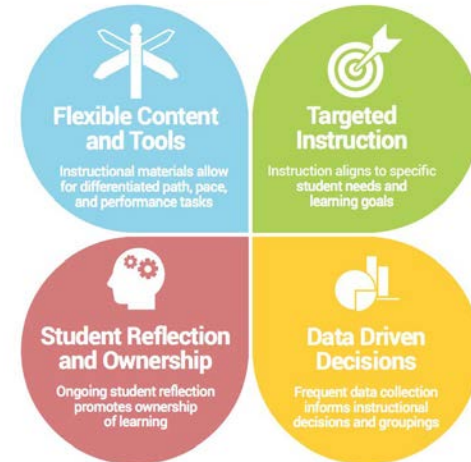 Flexible Content
and Tools
Instructional materials allow
for differentiated path, pace,
and performance tasks
Targeted
Instruction
Instruction aligns to specific
student needs and
learning goals
Student Reflection
and Ownership
Ongoing student reflection
promotes ownership
of learning
Data Driven
Decisions
Frequent data collection
informs instructional
decisions and groupings